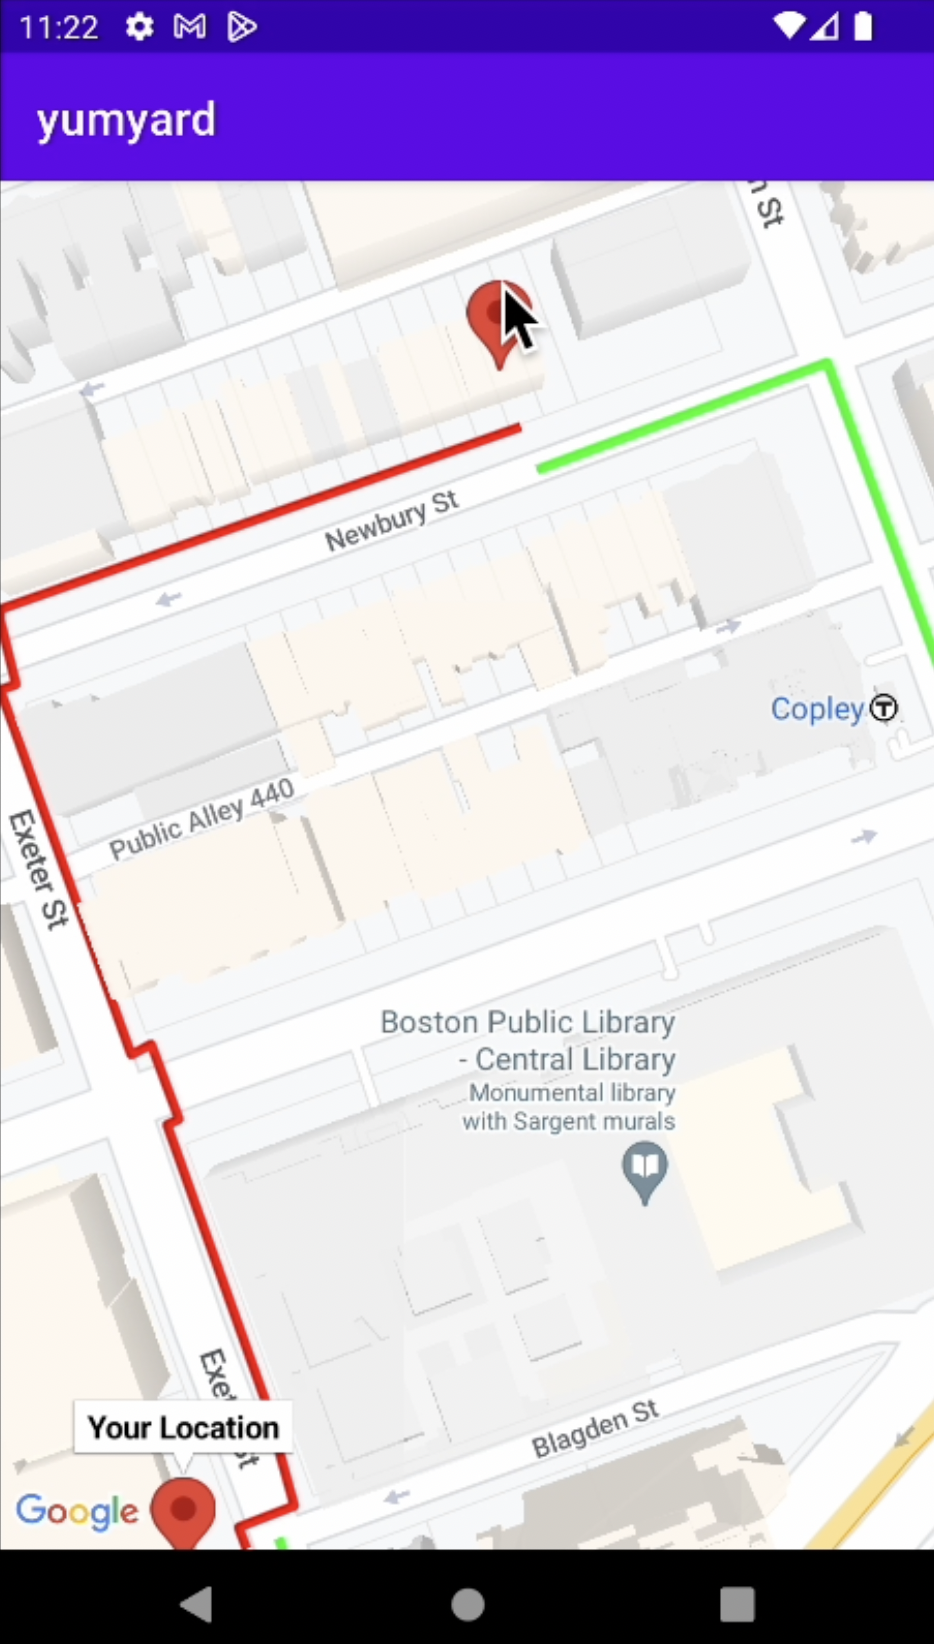 11:22
yumyard
n St
Newbury St
Copley T
Public Alley 440
Exeter St
Boston Public Library
- Central Library
Monumental library
with Sargent murals
Your Location
Blagden St
Google